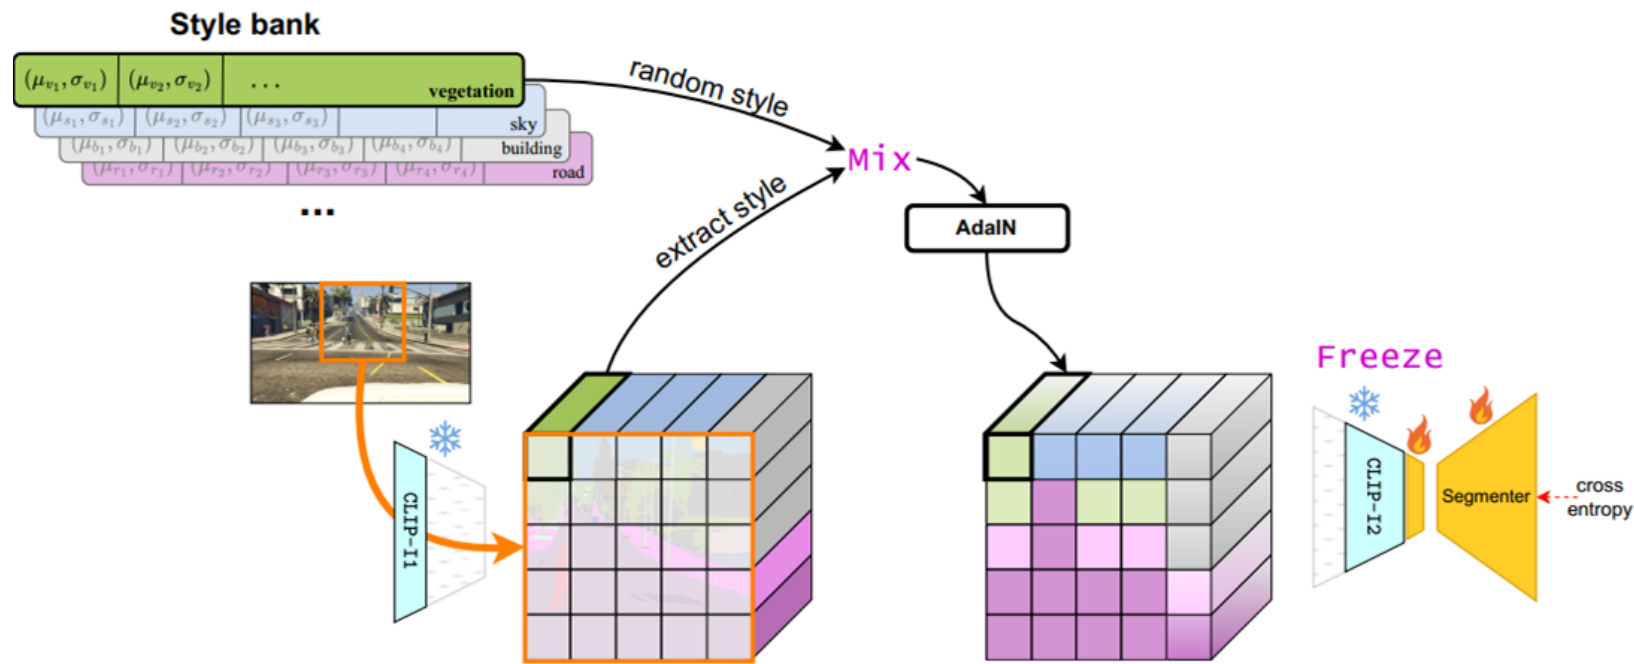 Style bank
(μv1, σv1) (μv2, σv2) ... vegetation
(μs1, σs1) (μs2, σs2) (μs3, σs3) sky
(μb1, σb1) (μb2, σb2) (μb3, σb3) (μb4, σb4) building
(μr1, σr1) (μr2, σr2) (μr3, σr3) (μr4, σr4) road
...
random style
Mix
extract style
AdaIN
CLIP-I1
Freeze
CLIP-I2
Segmenter
cross
entropy